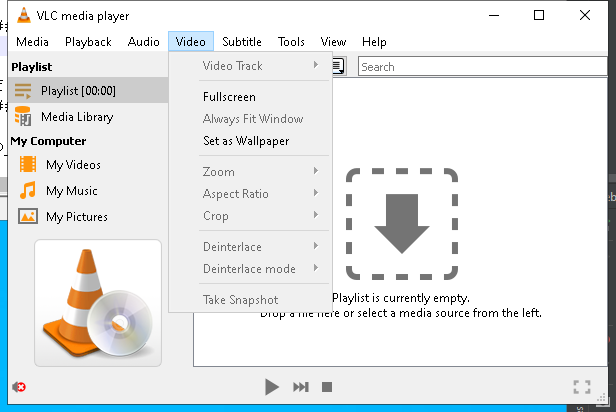 VLC media player
Media Playback Audio Video Subtitle Tools View Help
Playlist
Playlist [00:00]
Media Library
My Computer
My Videos
My Music
My Pictures
Video Track
Fullscreen
Always Fit Window
Set as Wallpaper
Zoom
Aspect Ratio
Crop
Deinterlace
Deinterlace mode
Take Snapshot
Search
Playlist is currently empty.
Drop a file here or select a media source from the left.